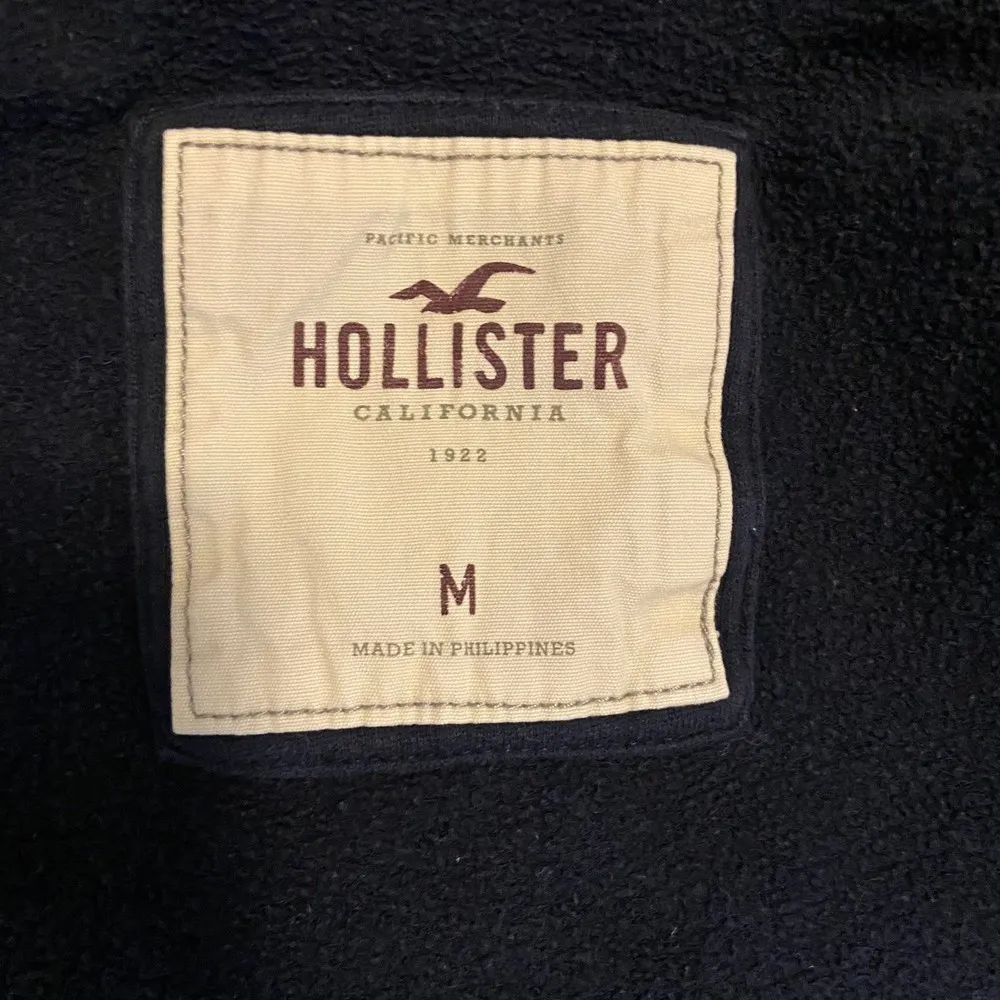 PACIFIC MERCHANTS
HOLLISTER
CALIFORNIA
1922
M
MADE IN PHILIPPINES